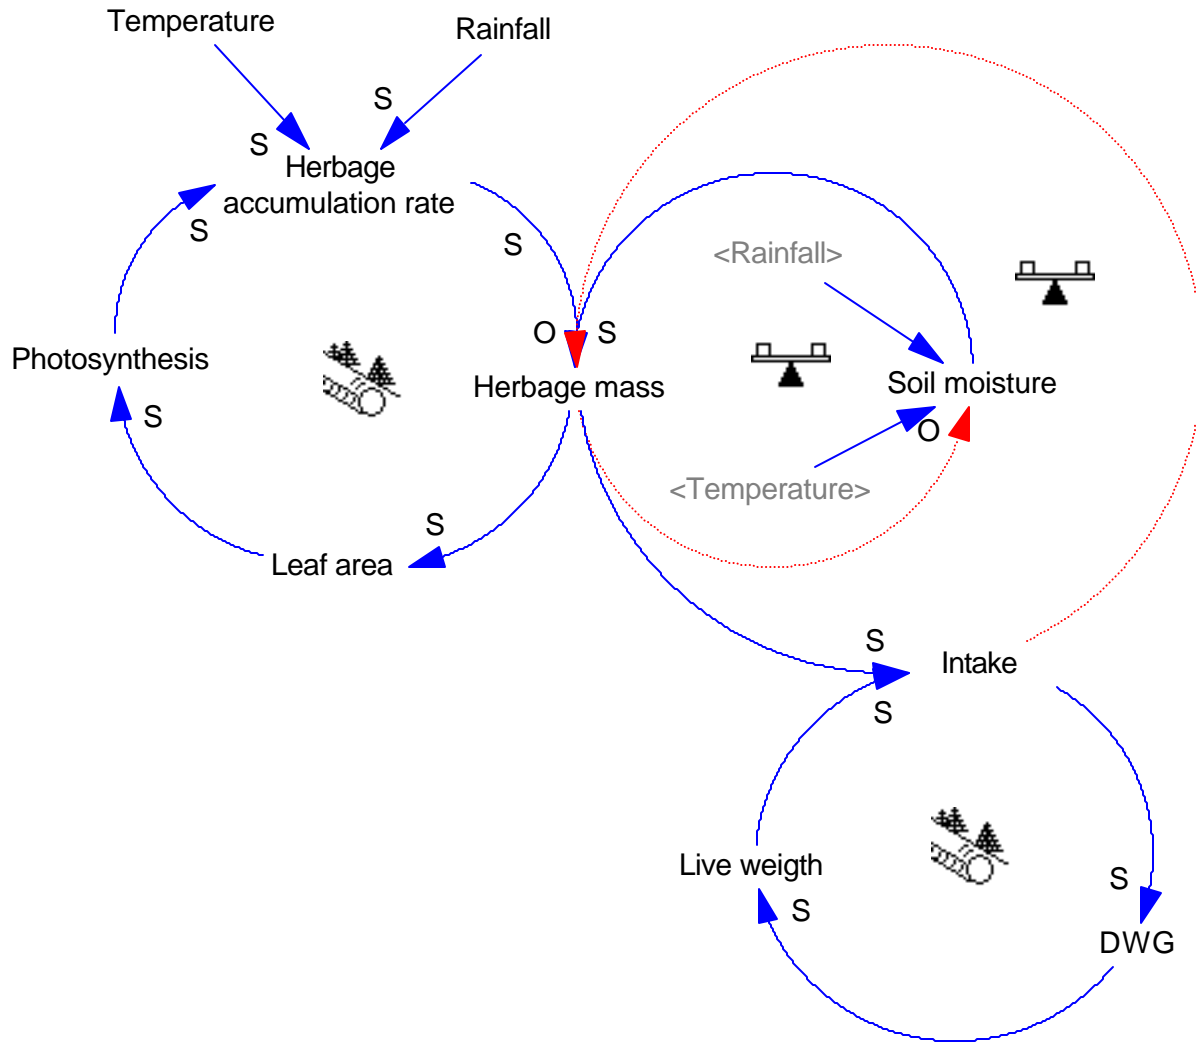 Temperature
Rainfall
S
S
Herbage
accumulation rate
S
S
<Rainfall>
O
S
Photosynthesis
Herbage mass
Soil moisture
S
O
<Temperature>
S
Leaf area
S
Intake
S
Live weigth
S
S
DWG